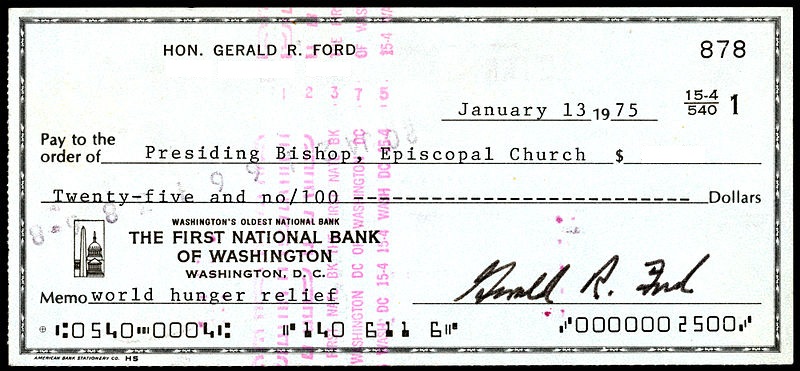 HON. GERALD R. FORD
878
January 13 1975
15-4
540
1
Pay to the
order of Presiding Bishop, Episcopal Church $
Twenty-five and no/100 ------------------------- Dollars
WASHINGTON'S OLDEST NATIONAL BANK
THE FIRST NATIONAL BANK
OF WASHINGTON
WASHINGTON, D. C.
Memo world hunger relief
Gerald R. Ford
⑆0540⑉0004⑆ ⑈140 611 6⑈ ⑇0000002500⑇
AMERICAN BANK STATIONERY CO. HS